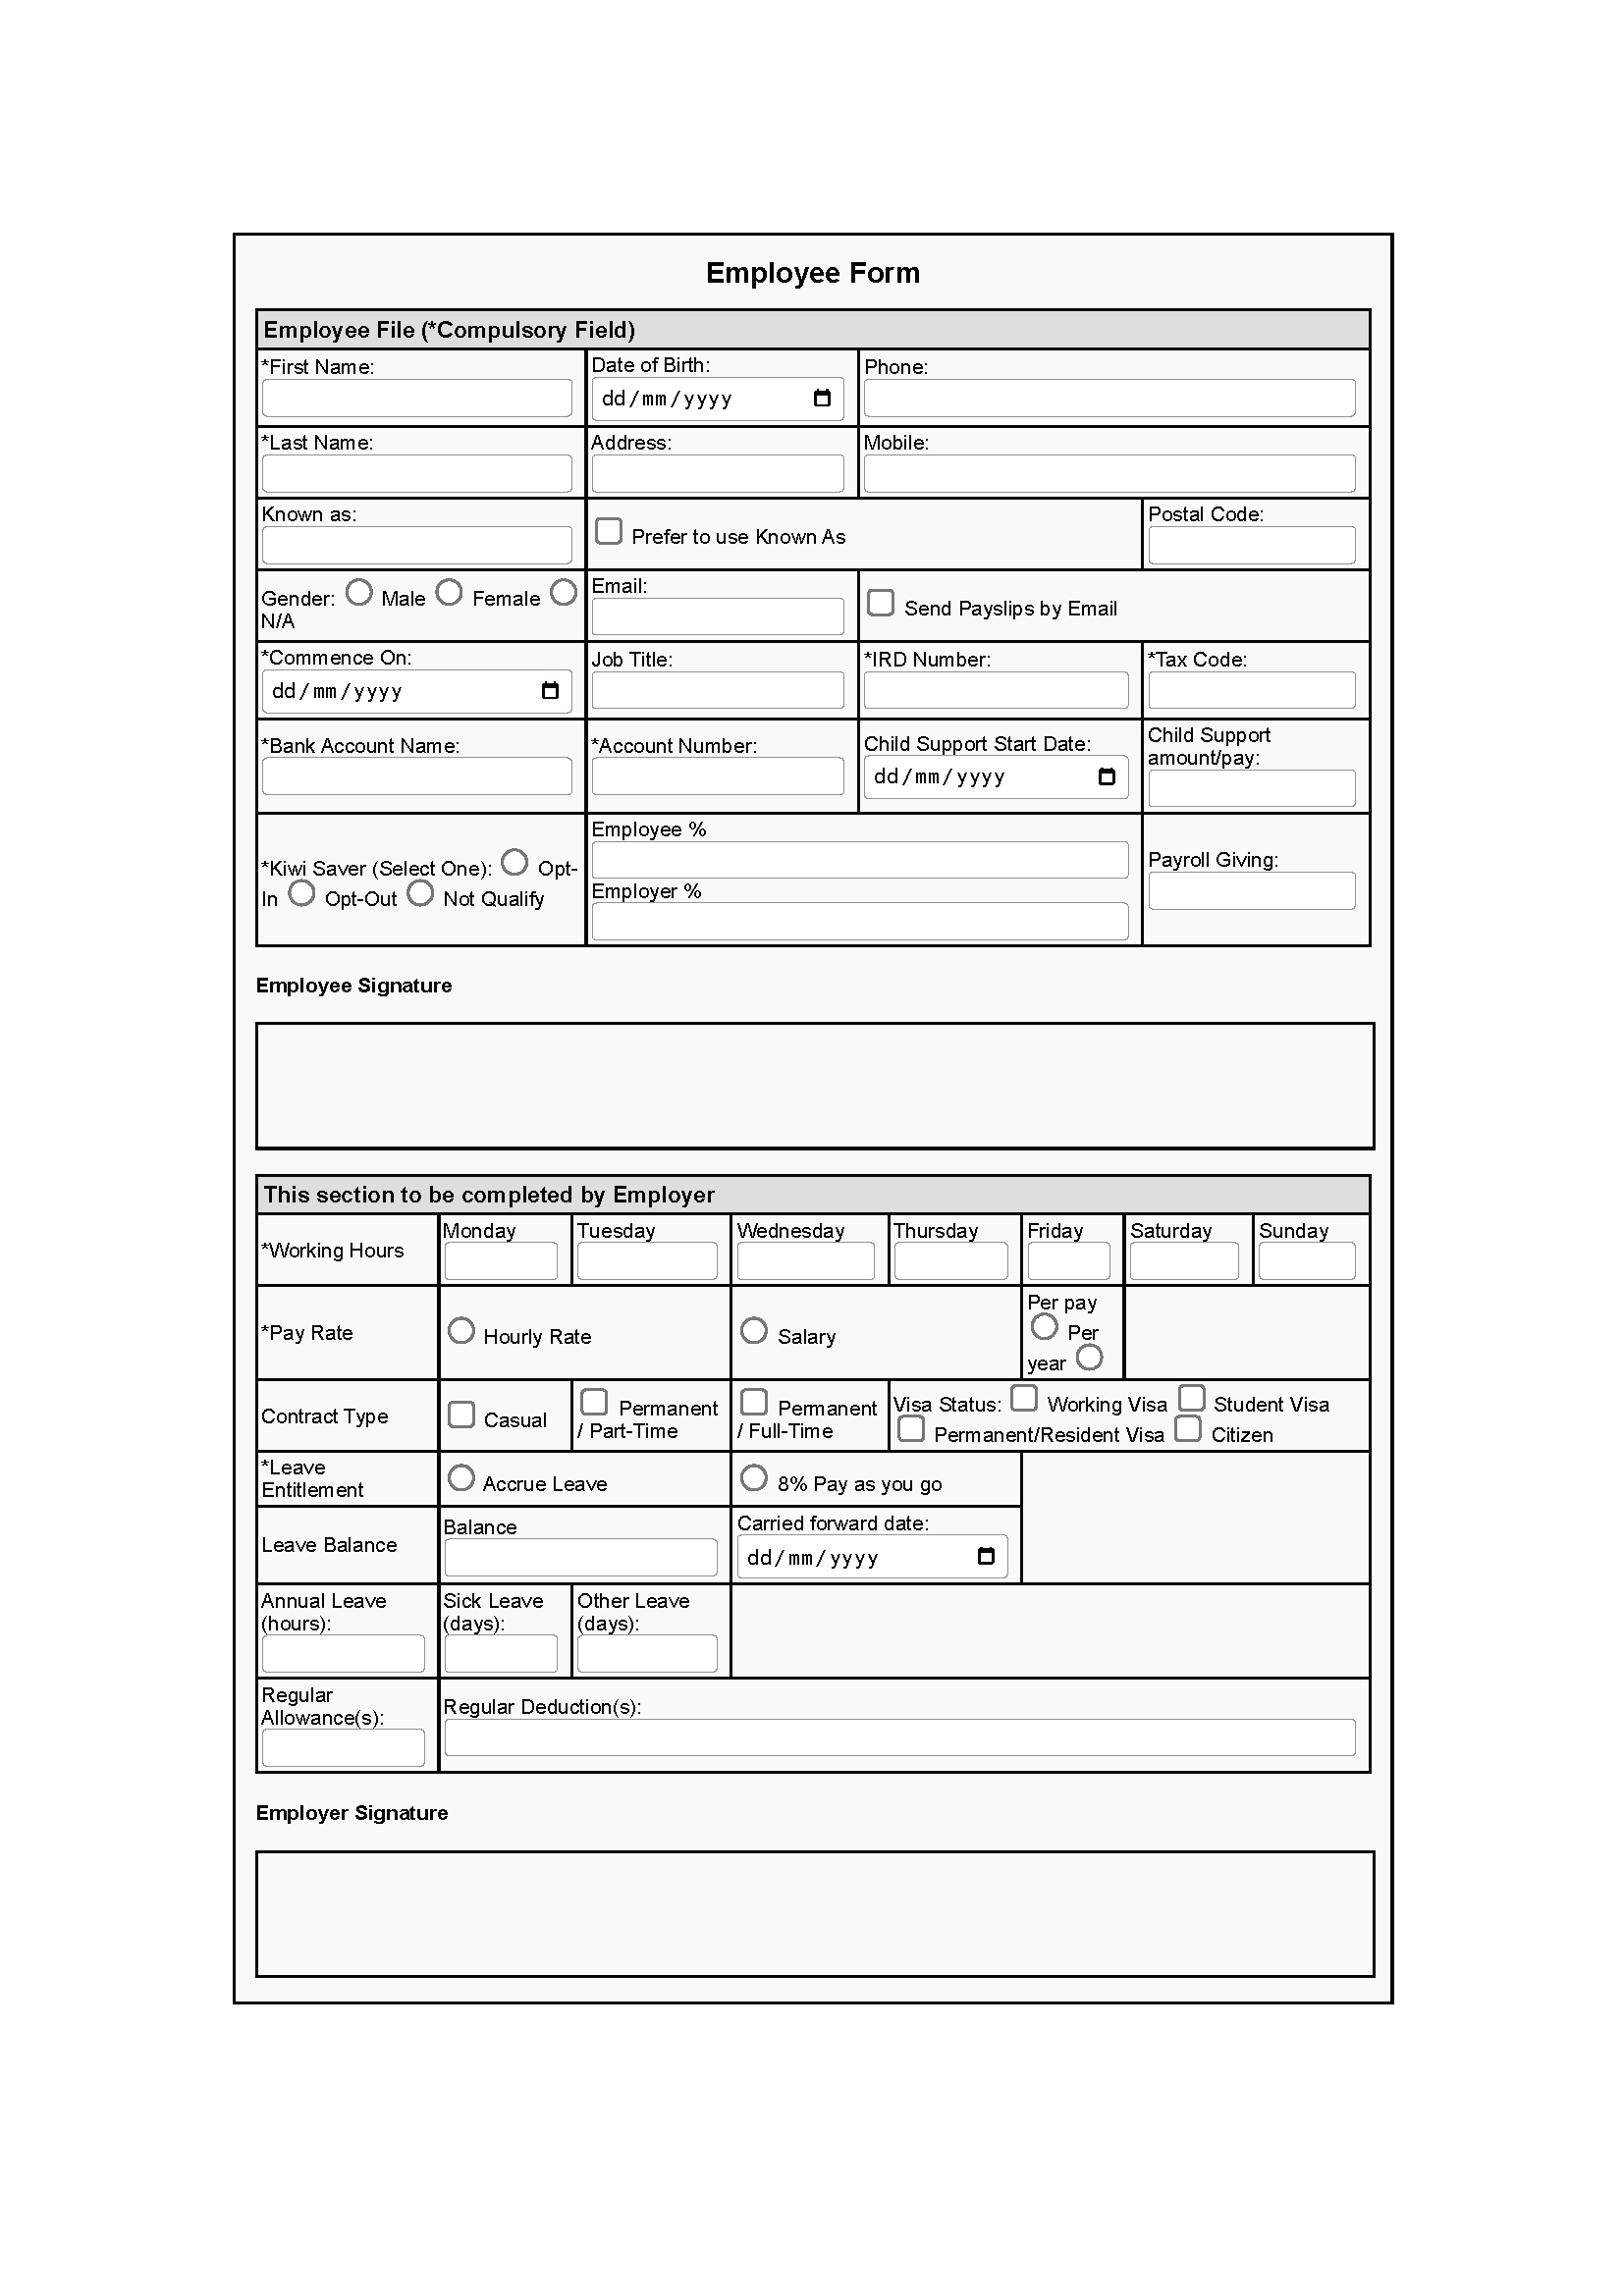 Employee Form
Employee File (*Compulsory Field)
*First Name:
Date of Birth:
dd/mm/yyyy
Phone:
*Last Name:
Address:
Mobile:
Known as:
Prefer to use Known As
Postal Code:
Gender: Male Female
N/A
Email:
Send Payslips by Email
*Commence On:
dd/mm/yyyy
Job Title:
*IRD Number:
*Tax Code:
*Bank Account Name:
*Account Number:
Child Support Start Date:
dd/mm/yyyy
Child Support
amount/pay:
*Kiwi Saver (Select One): Opt-
In Opt-Out Not Qualify
Employee %
Employer %
Payroll Giving:
Employee Signature
This section to be completed by Employer
*Working Hours
Monday
Tuesday
Wednesday
Thursday
Friday
Saturday
Sunday
*Pay Rate
Hourly Rate
Salary
Per pay
Per
year
Contract Type
Casual
Permanent
/ Part-Time
Permanent
/ Full-Time
Visa Status: Working Visa Student Visa
Permanent/Resident Visa Citizen
*Leave
Entitlement
Accrue Leave
8% Pay as you go
Leave Balance
Balance
Carried forward date:
dd/mm/yyyy
Annual Leave
(hours):
Sick Leave
(days):
Other Leave
(days):
Regular
Allowance(s):
Regular Deduction(s):
Employer Signature